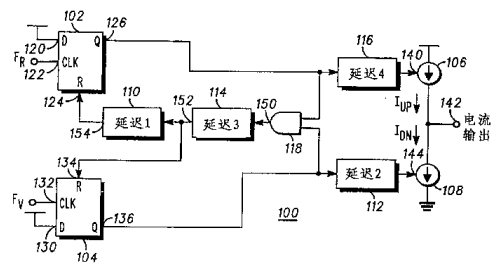 102 126 116
120 D Q 延迟4 140 106
F_R 122 CLK
R 110 114
124 I_UP 142
延迟1 152 延迟3 150 电流
154 118 I_DN 输出
134 144
132 R 延迟2
F_V CLK 136 108
D Q 100 112
130 104